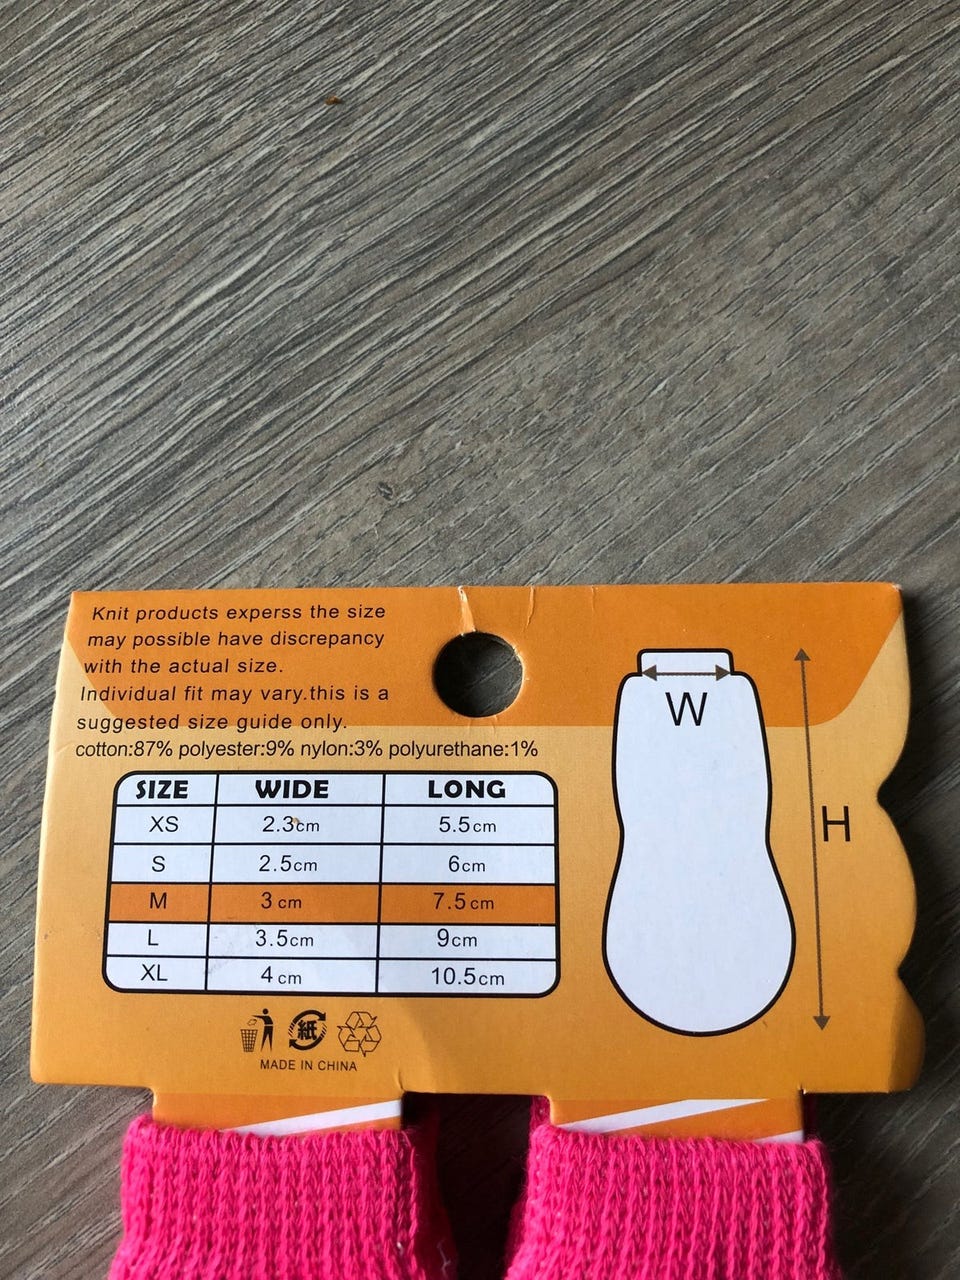 Knit products experss the size
may possible have discrepancy
with the actual size.
Individual fit may vary.this is a
suggested size guide only.
cotton:87% polyester:9% nylon:3% polyurethane:1%
SIZE WIDE LONG
XS 2.3cm 5.5cm
S 2.5cm 6cm
M 3 cm 7.5 cm
L 3.5cm 9cm
XL 4 cm 10.5cm
紙
MADE IN CHINA
W
H